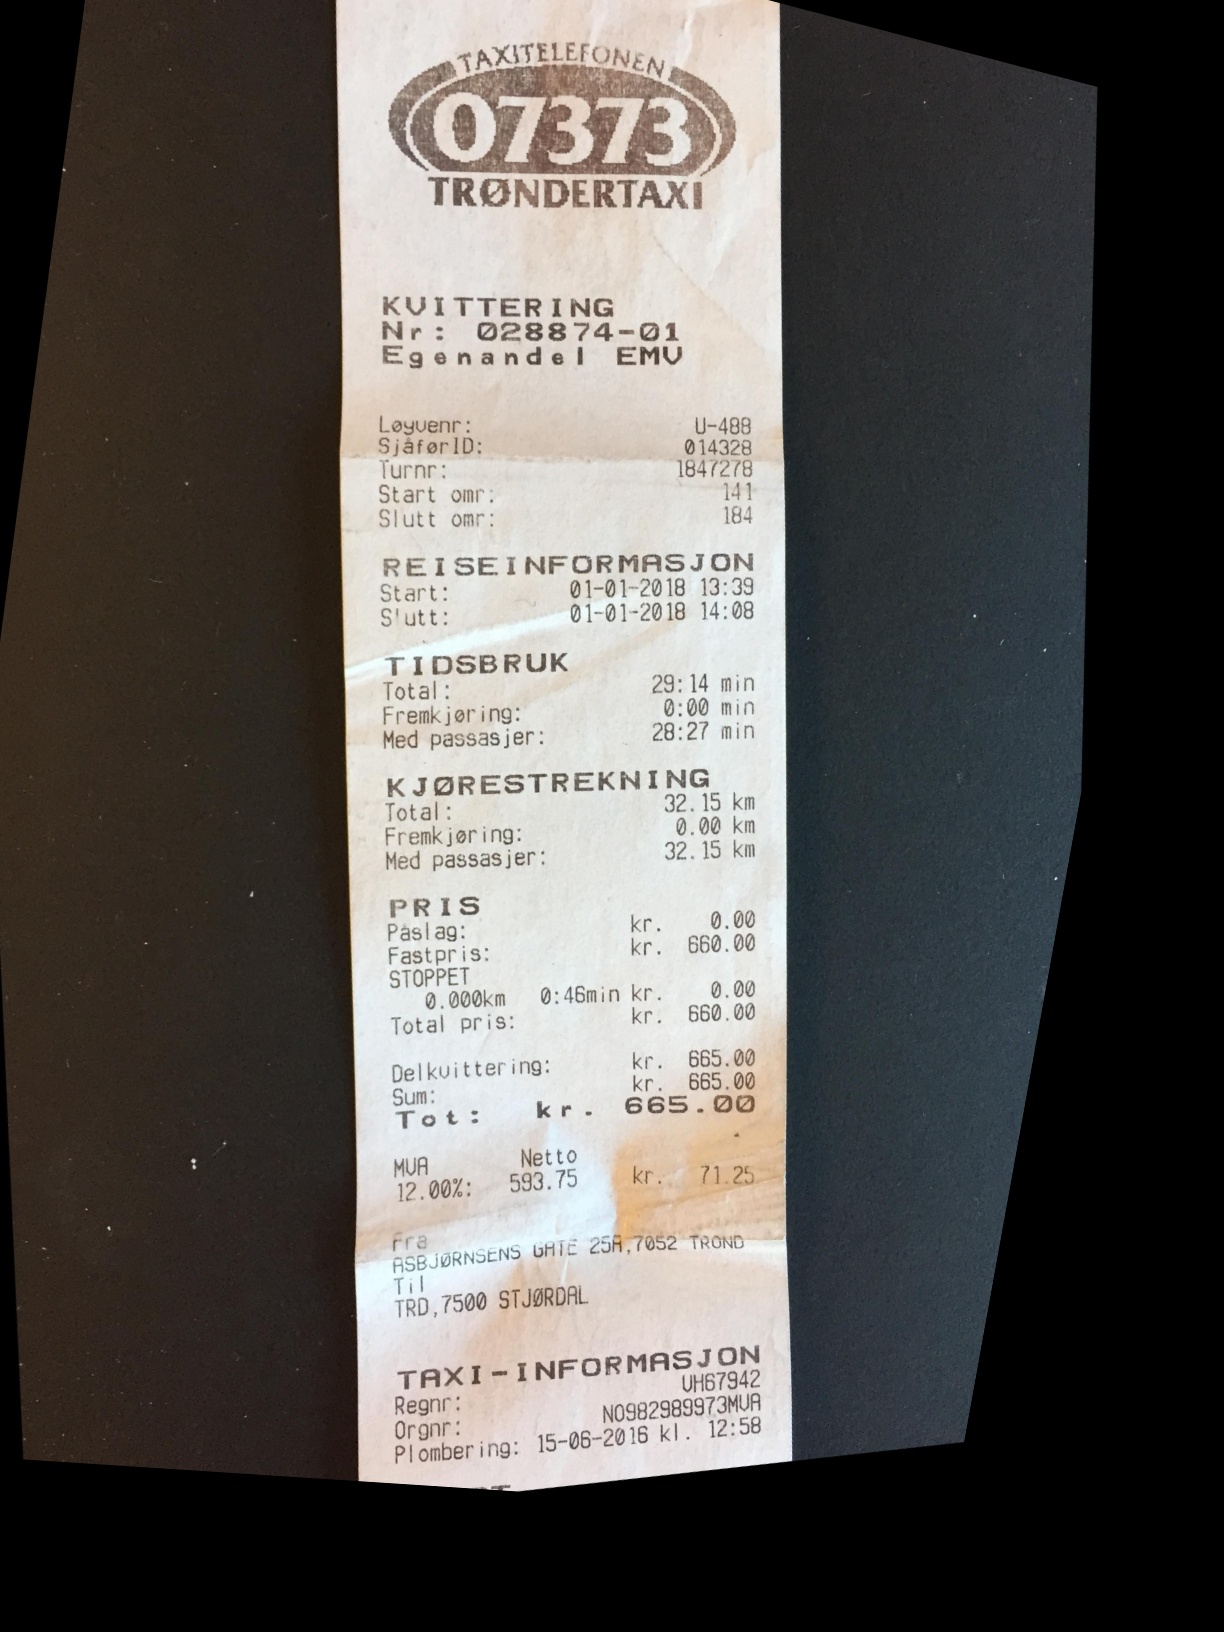 TAXITELEFONEN
07373
TRØNDERTAXI
KVITTERING
Nr: 028874-01
Egenandel EMV
Løyvenr: U-488
SjåførID: 014328
Turnr: 1847278
Start omr: 141
Slutt omr: 184
REISEINFORMASJON
Start: 01-01-2018 13:39
Slutt: 01-01-2018 14:08
TIDSBRUK
Total: 29:14 min
Fremkjøring: 0:00 min
Med passasjer: 28:27 min
KJØRESTREKNING
Total: 32.15 km
Fremkjøring: 0.00 km
Med passasjer: 32.15 km
PRIS
Påslag: kr. 0.00
Fastpris: kr. 660.00
STOPPET
0.000km 0:46min kr. 0.00
Total pris: kr. 660.00
Delkvittering: kr. 665.00
Sum: kr. 665.00
Tot: kr. 665.00
MVA Netto
12.00%: 593.75 kr. 71.25
Fra
ASBJØRNSENS GATE 25A,7052 TROND
Til
TRD,7500 STJØRDAL
TAXI-INFORMASJON
Regnr: VH67942
Orgnr: NO982989973MVA
Plombering: 15-06-2016 kl. 12:58